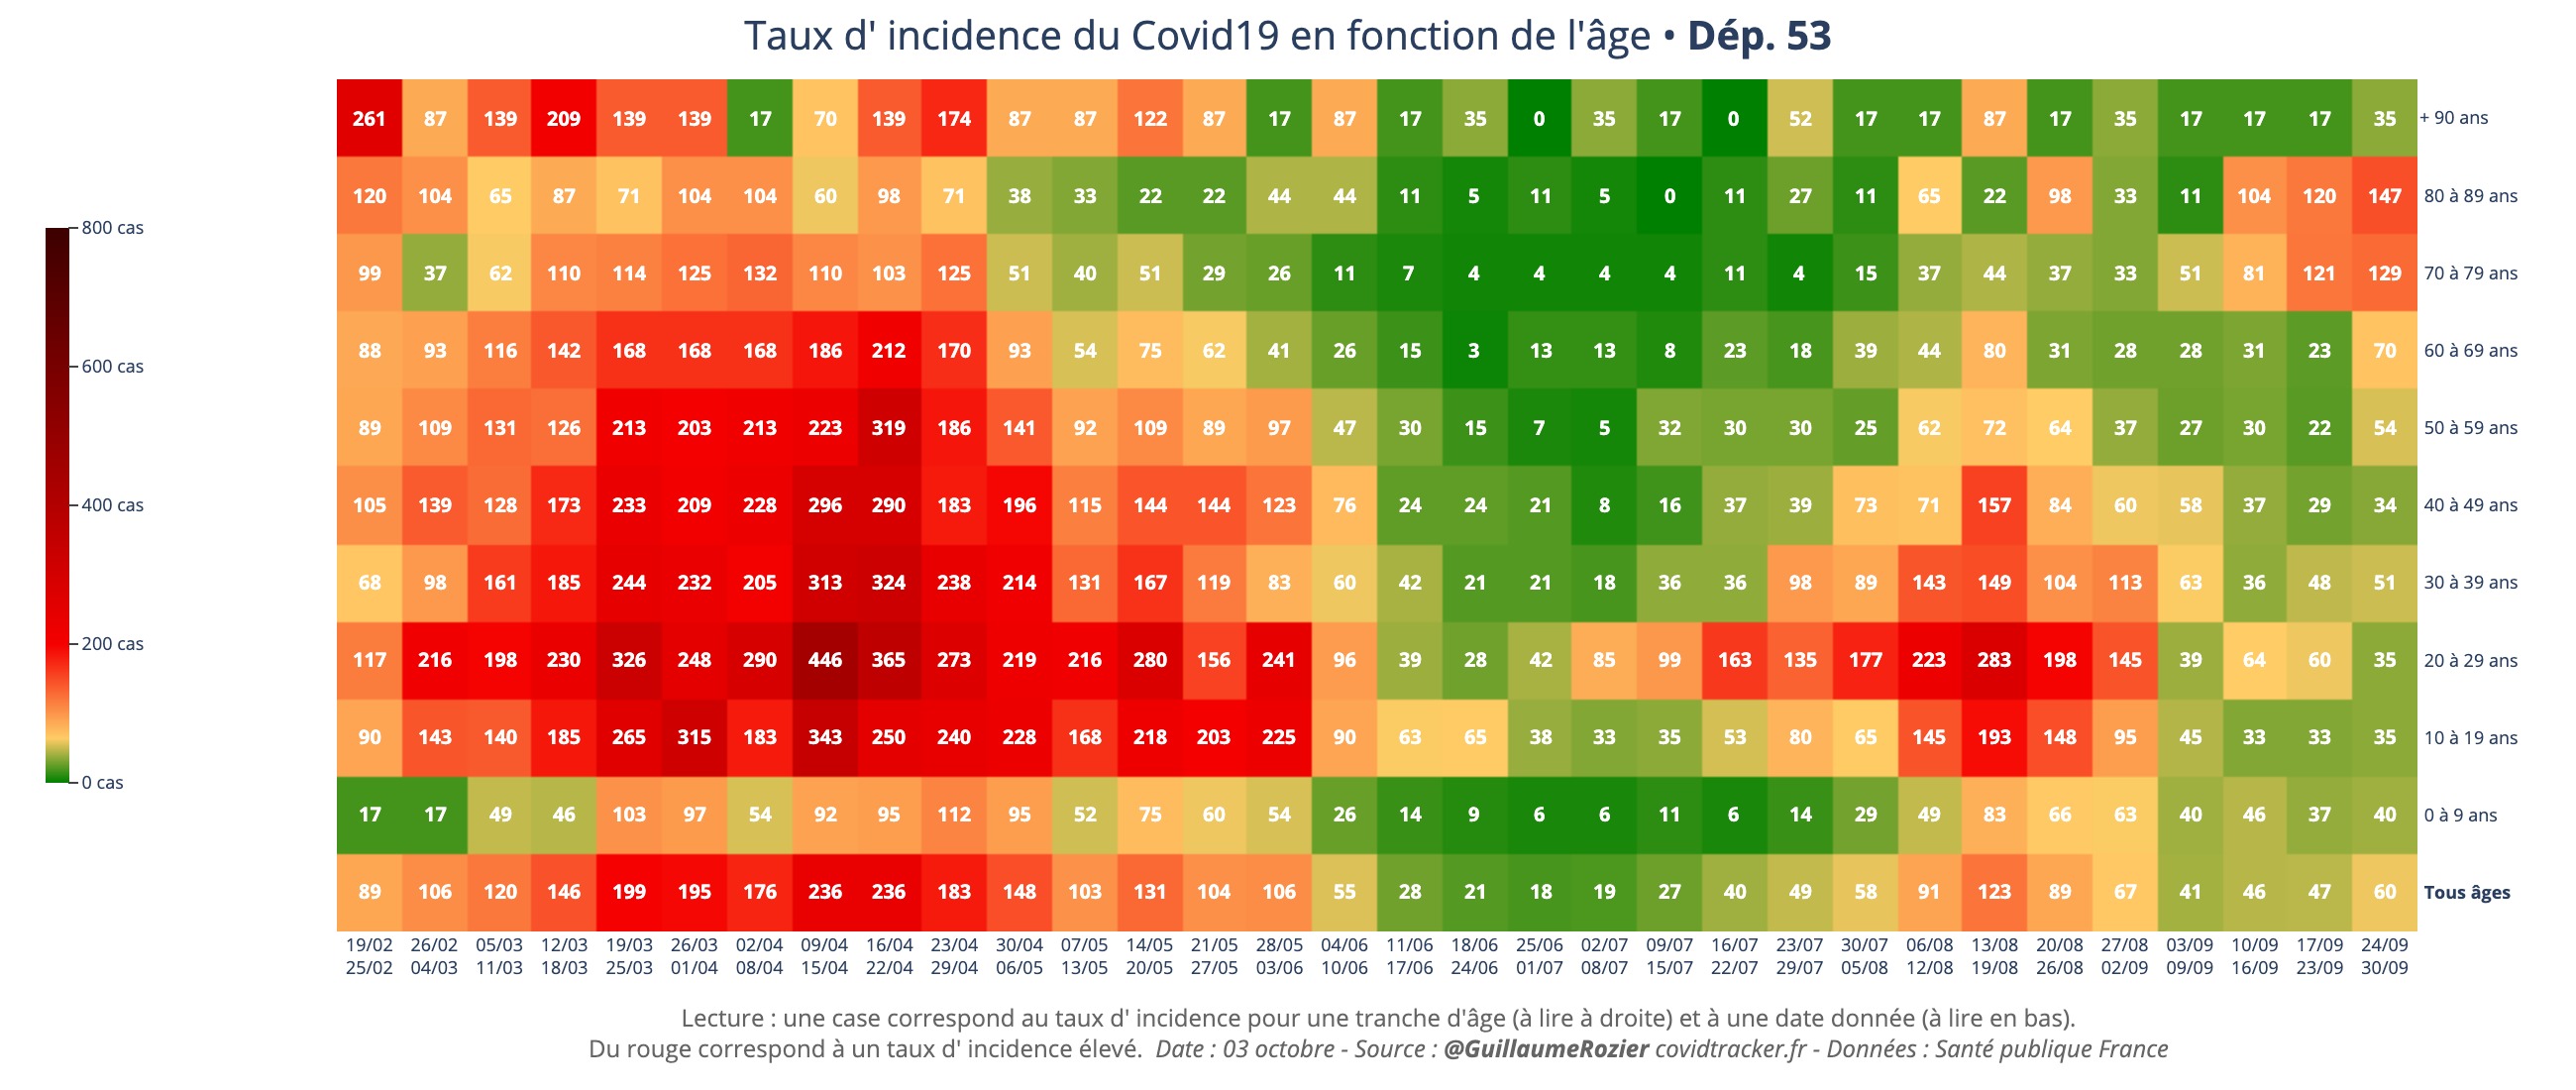 Taux d' incidence du Covid19 en fonction de l'âge • Dép. 53
261 87 139 209 139 139 17 70 139 174 87 87 122 87 17 87 17 35 0 35 17 0 52 17 17 87 17 35 17 17 17 35 + 90 ans
120 104 65 87 71 104 104 60 98 71 38 33 22 22 44 44 11 5 11 5 0 11 27 11 65 22 98 33 11 104 120 147 80 à 89 ans
800 cas
99 37 62 110 114 125 132 110 103 125 51 40 51 29 26 11 7 4 4 4 4 11 4 15 37 44 37 33 51 81 121 129 70 à 79 ans
88 93 116 142 168 168 168 186 212 170 93 54 75 62 41 26 15 3 13 13 8 23 18 39 44 80 31 28 28 31 23 70 60 à 69 ans
600 cas
89 109 131 126 213 203 213 223 319 186 141 92 109 89 97 47 30 15 7 5 32 30 30 25 62 72 64 37 27 30 22 54 50 à 59 ans
400 cas
105 139 128 173 233 209 228 296 290 183 196 115 144 144 123 76 24 24 21 8 16 37 39 73 71 157 84 60 58 37 29 34 40 à 49 ans
68 98 161 185 244 232 205 313 324 238 214 131 167 119 83 60 42 21 21 18 36 36 98 89 143 149 104 113 63 36 48 51 30 à 39 ans
200 cas
117 216 198 230 326 248 290 446 365 273 219 216 280 156 241 96 39 28 42 85 99 163 135 177 223 283 198 145 39 64 60 35 20 à 29 ans
90 143 140 185 265 315 183 343 250 240 228 168 218 203 225 90 63 65 38 33 35 53 80 65 145 193 148 95 45 33 33 35 10 à 19 ans
0 cas
17 17 49 46 103 97 54 92 95 112 95 52 75 60 54 26 14 9 6 6 11 6 14 29 49 83 66 63 40 46 37 40 0 à 9 ans
89 106 120 146 199 195 176 236 236 183 148 103 131 104 106 55 28 21 18 19 27 40 49 58 91 123 89 67 41 46 47 60 Tous âges
19/02 26/02 05/03 12/03 19/03 26/03 02/04 09/04 16/04 23/04 30/04 07/05 14/05 21/05 28/05 04/06 11/06 18/06 25/06 02/07 09/07 16/07 23/07 30/07 06/08 13/08 20/08 27/08 03/09 10/09 17/09 24/09
25/02 04/03 11/03 18/03 25/03 01/04 08/04 15/04 22/04 29/04 06/05 13/05 20/05 27/05 03/06 10/06 17/06 24/06 01/07 08/07 15/07 22/07 29/07 05/08 12/08 19/08 26/08 02/09 09/09 16/09 23/09 30/09
Lecture : une case correspond au taux d' incidence pour une tranche d'âge (à lire à droite) et à une date donnée (à lire en bas).
Du rouge correspond à un taux d' incidence élevé. Date : 03 octobre - Source : @GuillaumeRozier covidtracker.fr - Données : Santé publique France